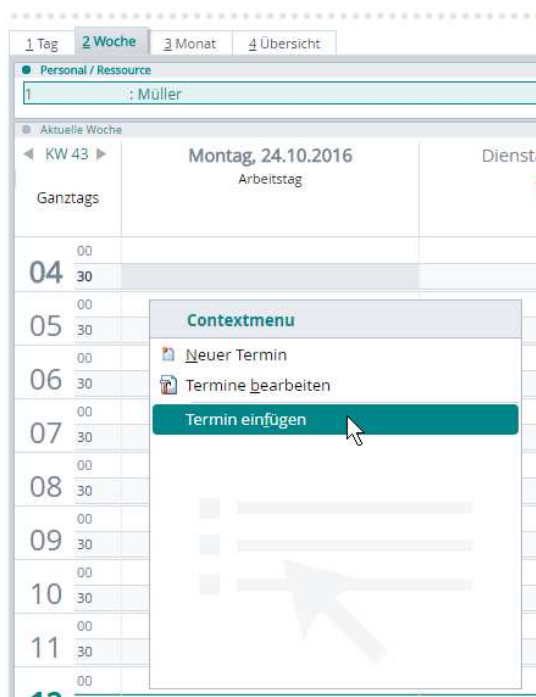 1 Tag 2 Woche 3 Monat 4 Übersicht
Personal / Ressource
1 : Müller
Aktuelle Woche
KW 43 Montag, 24.10.2016
Arbeitstag
Ganztags
00
04 30
00
05 30
00
06 30
00
07 30
00
08 30
00
09 30
00
10 30
00
11 30
00
Contextmenu
Neuer Termin
Termine bearbeiten
Termin einfügen